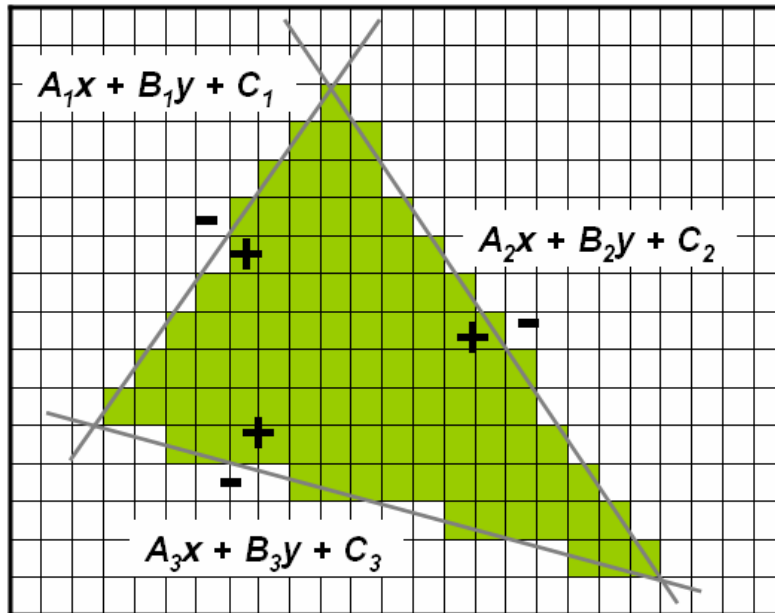 A₁x + B₁y + C₁
-
+
A₂x + B₂y + C₂
-
+
+
-
A₃x + B₃y + C₃